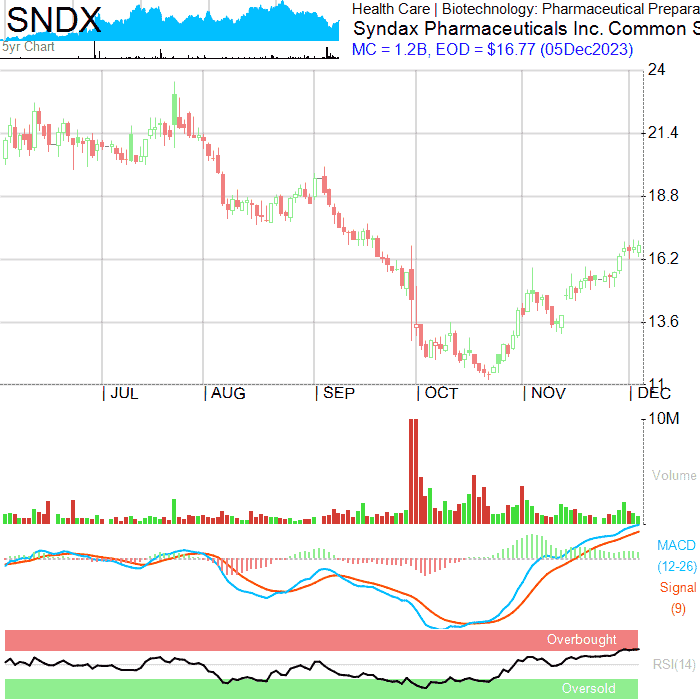 SNDX
5yr Chart
Health Care | Biotechnology: Pharmaceutical Prepara
Syndax Pharmaceuticals Inc. Common S
MC = 1.2B, EOD = $16.77 (05Dec2023)
24
21.4
18.8
16.2
13.6
11
JUL
AUG
SEP
OCT
NOV
DEC
10M
Volume
MACD
(12-26)
Signal
(9)
Overbought
RSI(14)
Oversold